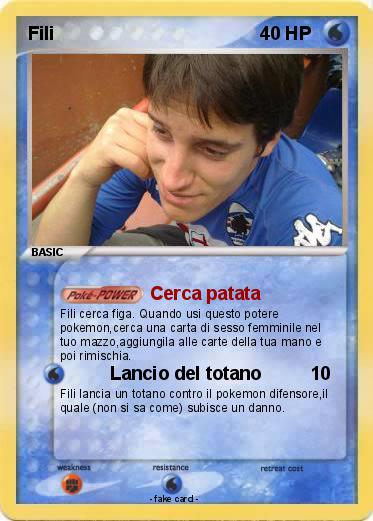 Fili 40 HP
BASIC
Poké-POWER Cerca patata
Fili cerca figa. Quando usi questo potere
pokemon,cerca una carta di sesso femminile nel
tuo mazzo,aggiungila alle carte della tua mano e
poi rimischia.
Lancio del totano 10
Fili lancia un totano contro il pokemon difensore,il
quale (non si sa come) subisce un danno.
weakness resistance retreat cost
- fake card -